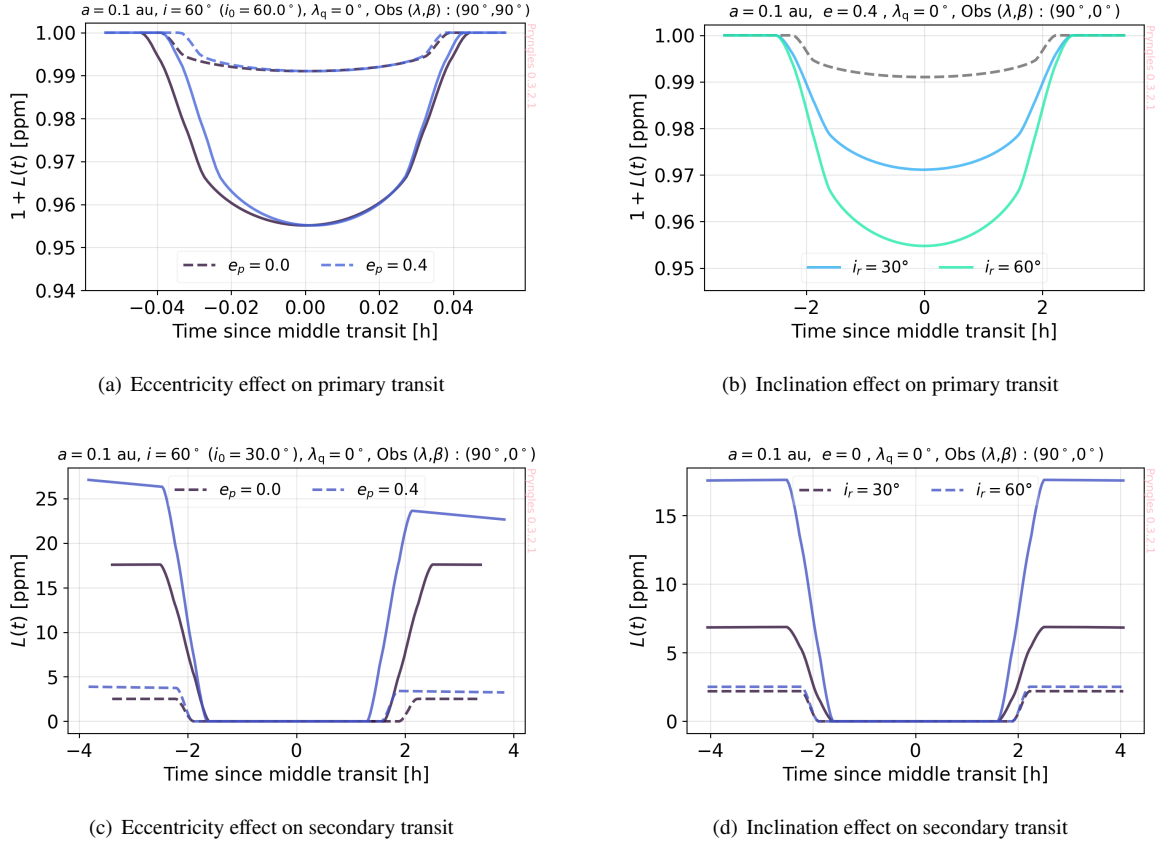 a = 0.1 au, i = 60° (i₀ = 60.0°), λq = 0°, Obs (λ,β) : (90°,90°)
1.00
0.99
0.98
0.97
0.96
0.95
0.94
1 + L(t) [ppm]
e_p = 0.0
e_p = 0.4
−0.04
−0.02
0.00
0.02
0.04
Time since middle transit [h]
Pryngles 0.3.2.1
(a) Eccentricity effect on primary transit
a = 0.1 au, e = 0.4 , λq = 0°, Obs (λ,β) : (90°,0°)
1.00
0.99
0.98
0.97
0.96
0.95
1 + L(t) [ppm]
i_r = 30°
i_r = 60°
−2
0
2
Time since middle transit [h]
Pryngles 0.3.2.1
(b) Inclination effect on primary transit
a = 0.1 au, i = 60° (i₀ = 30.0°), λq = 0°, Obs (λ,β) : (90°,0°)
e_p = 0.0
e_p = 0.4
25
20
15
10
5
0
L(t) [ppm]
−4
−2
0
2
4
Time since middle transit [h]
Pryngles 0.3.2.1
(c) Eccentricity effect on secondary transit
a = 0.1 au, e = 0 , λq = 0°, Obs (λ,β) : (90°,0°)
i_r = 30°
i_r = 60°
15
10
5
0
L(t) [ppm]
−4
−2
0
2
4
Time since middle transit [h]
Pryngles 0.3.2.1
(d) Inclination effect on secondary transit